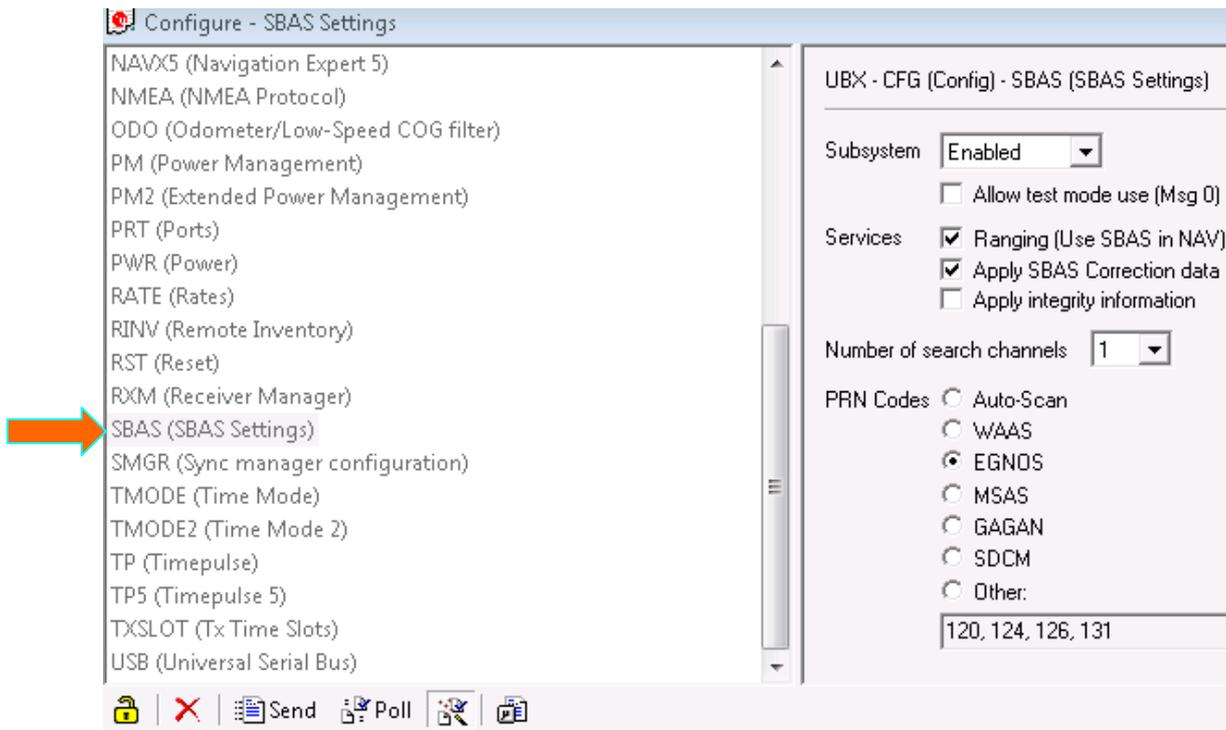 Configure - SBAS Settings
NAVX5 (Navigation Expert 5)
NMEA (NMEA Protocol)
ODO (Odometer/Low-Speed COG filter)
PM (Power Management)
PM2 (Extended Power Management)
PRT (Ports)
PWR (Power)
RATE (Rates)
RINV (Remote Inventory)
RST (Reset)
RXM (Receiver Manager)
SBAS (SBAS Settings)
SMGR (Sync manager configuration)
TMODE (Time Mode)
TMODE2 (Time Mode 2)
TP (Timepulse)
TP5 (Timepulse 5)
TXSLOT (Tx Time Slots)
USB (Universal Serial Bus)
UBX - CFG (Config) - SBAS (SBAS Settings)
Subsystem Enabled
Allow test mode use (Msg 0)
Services Ranging (Use SBAS in NAV)
Apply SBAS Correction data
Apply integrity information
Number of search channels 1
PRN Codes Auto-Scan
WAAS
EGNOS
MSAS
GAGAN
SDCM
Other:
120, 124, 126, 131
Send Poll